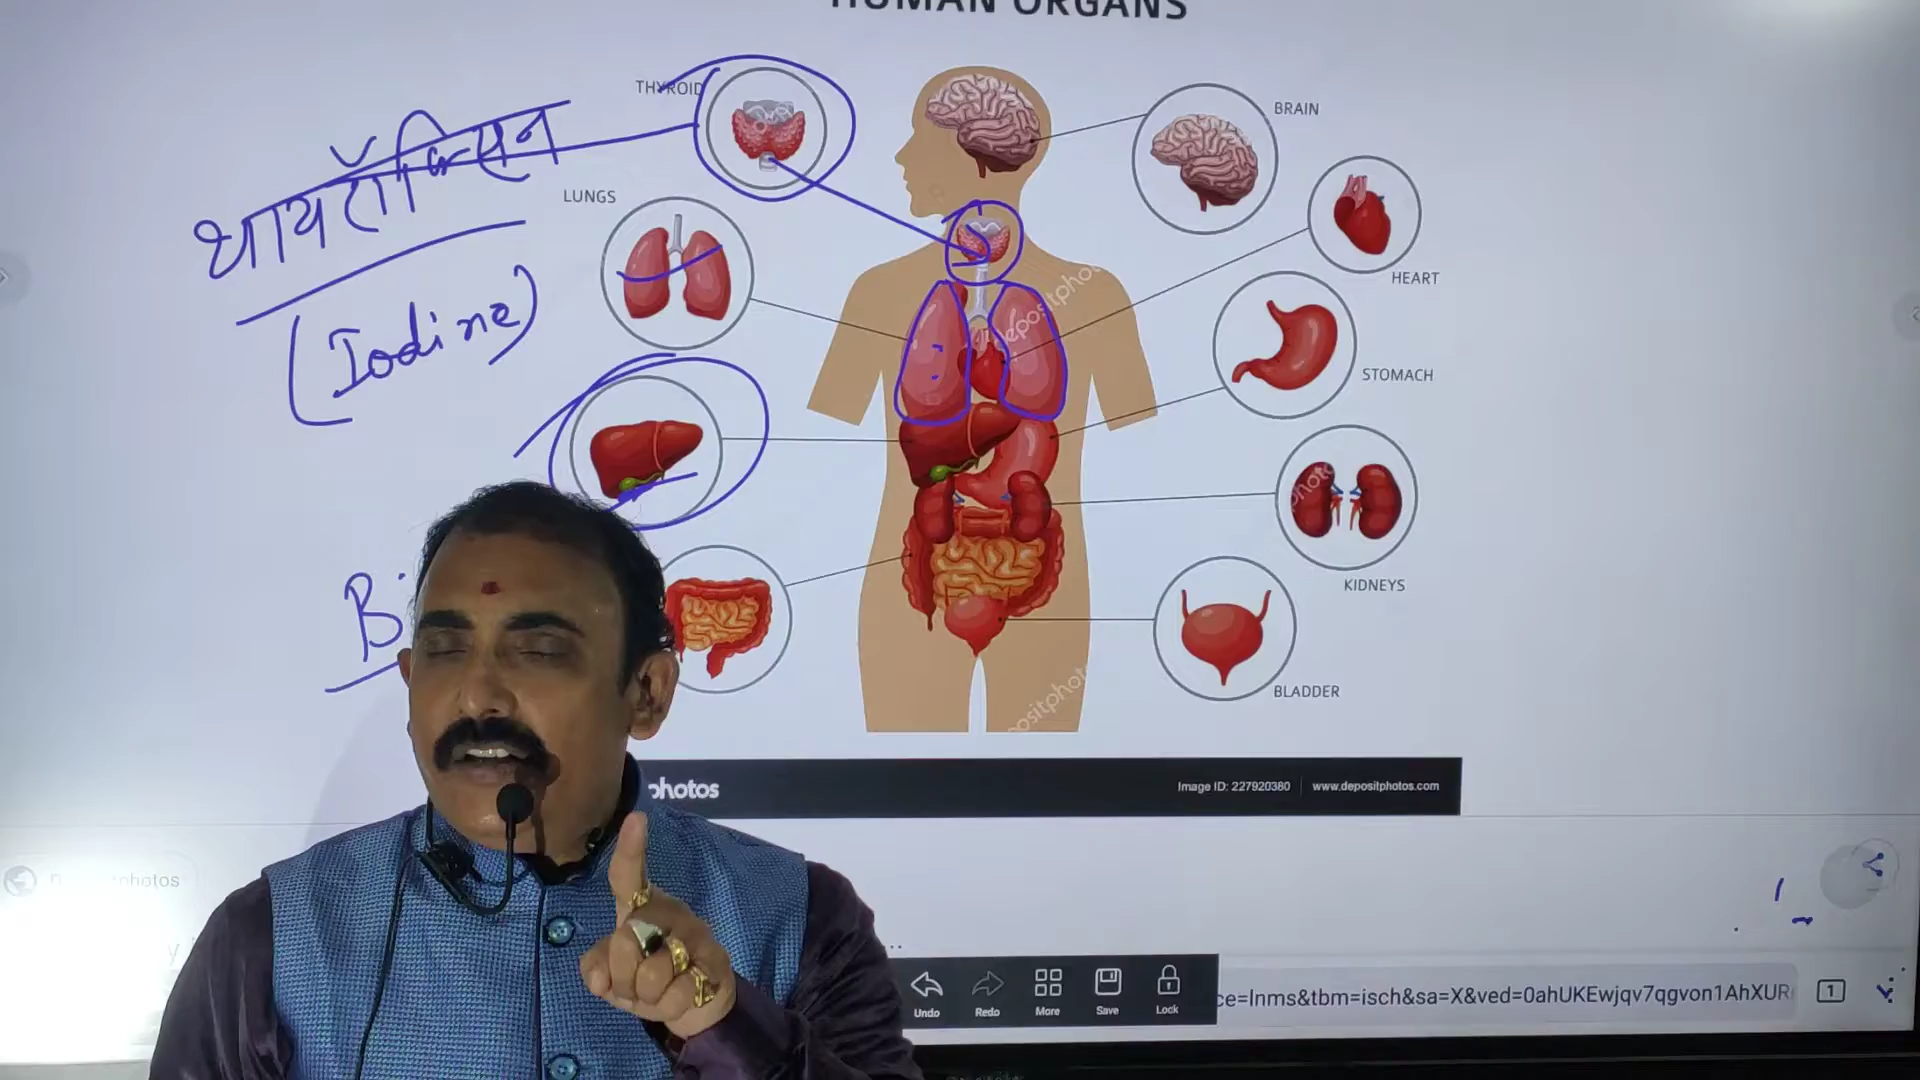 HUMAN ORGANS
THYROID
BRAIN
थायरॉक्सिन
LUNGS
HEART
(Iodine)
STOMACH
KIDNEYS
BLADDER
depositphotos
photos
Image ID: 227920380
www.depositphotos.com
Undo
Redo
More
Save
Lock
ce=lnms&tbm=isch&sa=X&ved=0ahUKEwjqv7qgvon1AhXUR
1